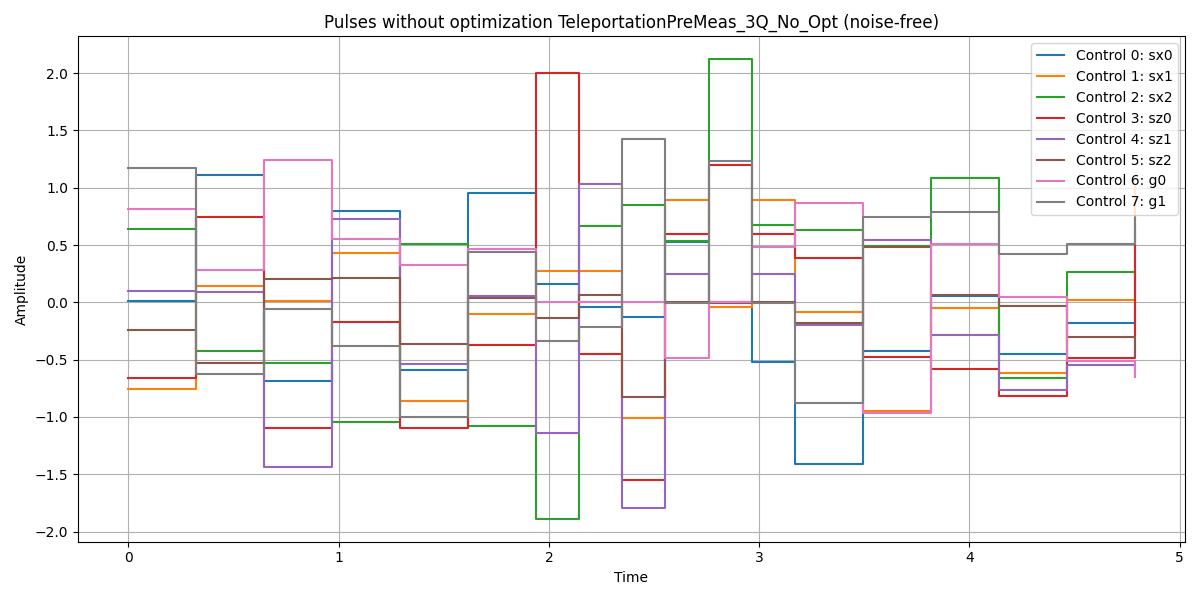 Pulses without optimization TeleportationPreMeas_3Q_No_Opt (noise-free)
Amplitude
2.0
1.5
1.0
0.5
0.0
−0.5
−1.0
−1.5
−2.0
Control 0: sx0
Control 1: sx1
Control 2: sx2
Control 3: sz0
Control 4: sz1
Control 5: sz2
Control 6: g0
Control 7: g1
0 1 2 3 4 5
Time